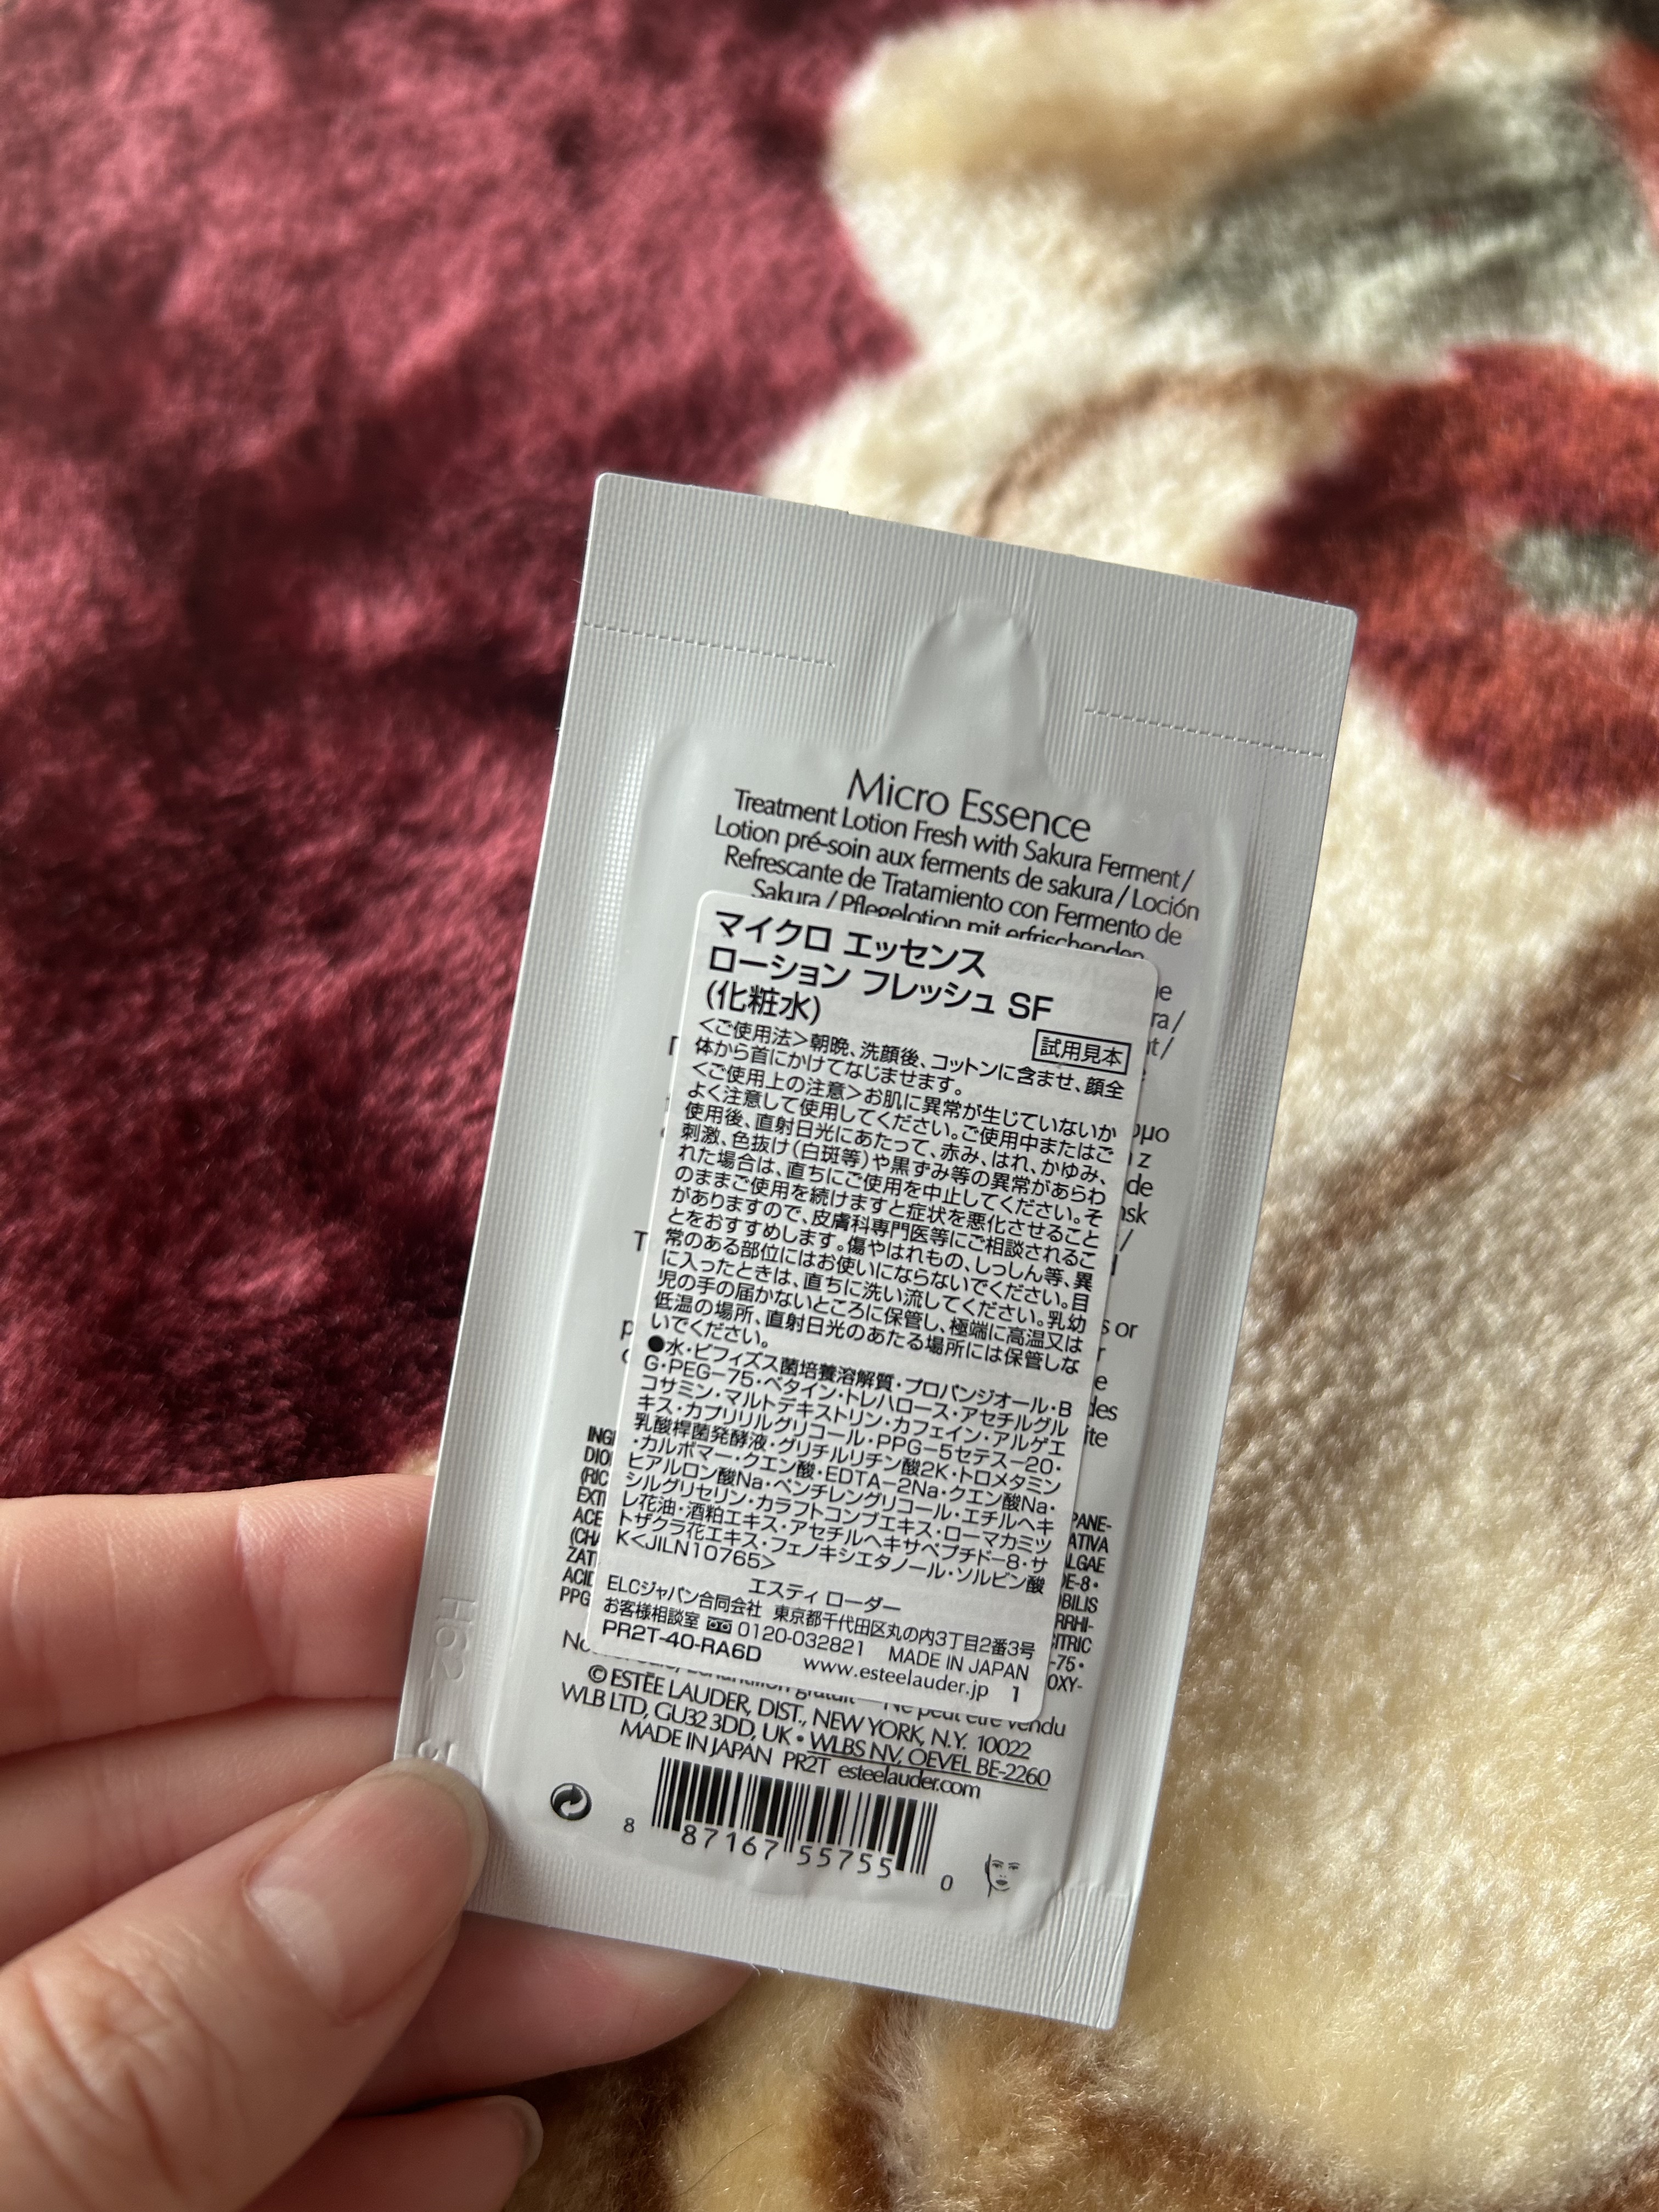 Micro Essence
Treatment Lotion Fresh with Sakura Ferment /
Lotion pré-soin aux ferments de sakura / Loción
Refrescante de Tratamiento con Fermento de
Sakura / Pflegelotion mit erfrischenden
マイクロ エッセンス
ローション フレッシュ SF
(化粧水)
試用見本
<ご使用法>朝晩、洗顔後、コットンに含ませ、顔全
体から首にかけてなじませます。
<ご使用上の注意>お肌に異常が生じていないか
よく注意して使用してください。ご使用中またはご
使用後、直射日光にあたって、赤み、はれ、かゆみ、
刺激、色抜け(白斑等)や黒ずみ等の異常があらわ
れた場合は、直ちにご使用を中止してください。そ
のままご使用を続けますと症状を悪化させること
がありますので、皮膚科専門医等にご相談されるこ
とをおすすめします。傷やはれもの、しっしん等、異
常のある部位にはお使いにならないでください。目
に入ったときは、直ちに洗い流してください。乳幼
児の手の届かないところに保管し、極端に高温又は
低温の場所、直射日光のあたる場所には保管しな
いでください。
●水・ビフィズス菌培養溶解質・プロパンジオール・B
G・PEG-75・ベタイン・トレハロース・アセチルグル
コサミン・マルトデキストリン・カフェイン・アルゲエ
キス・カプリリルグリコール・PPG-5セテス-20・
乳酸桿菌発酵液・グリチルリチン酸2K・トロメタミン
・カルボマー・クエン酸・EDTA-2Na・クエン酸Na・
ヒアルロン酸Na・ペンチレングリコール・エチルヘキ
シルグリセリン・カラフトコンブエキス・ローマカミツ
レ花油・酒粕エキス・アセチルヘキサペプチド-8・サ
トザクラ花エキス・フェノキシエタノール・ソルビン酸
K<JILN10765>
エスティ ローダー
ELCジャパン合同会社 東京都千代田区丸の内3丁目2番3号
お客様相談室 0120-032821 MADE IN JAPAN
PR2T-40-RA6D www.esteelauder.jp 1
Ne peut être vendu
© ESTĒE LAUDER, DIST., NEW YORK, N.Y. 10022
WLB LTD, GU32 3DD, UK • WLBS NV, OEVEL BE-2260
MADE IN JAPAN PR2T esteelauder.com
8 87167 55755 0